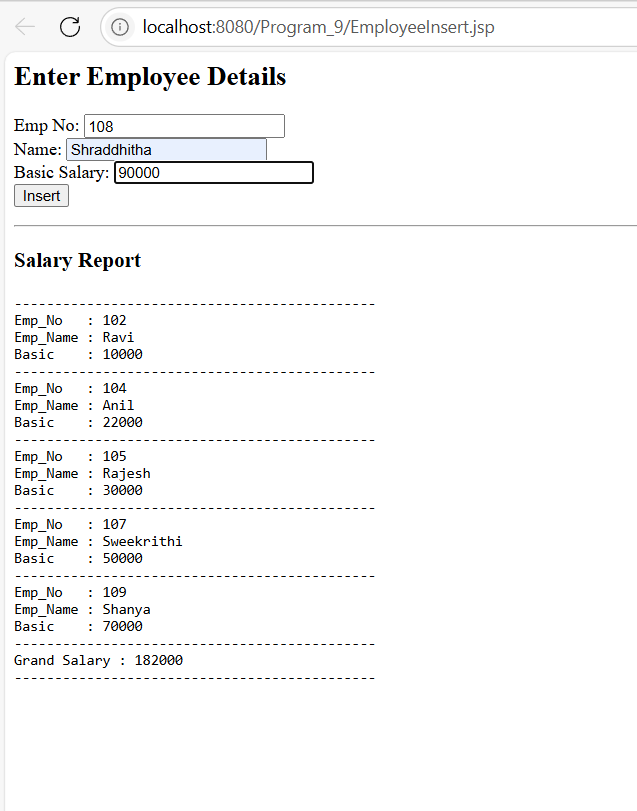 localhost:8080/Program_9/EmployeeInsert.jsp
Enter Employee Details
Emp No: 108
Name: Shraddhitha
Basic Salary: 90000
Insert
Salary Report
---------------------------------------------
Emp_No   : 102
Emp_Name : Ravi
Basic    : 10000
---------------------------------------------
Emp_No   : 104
Emp_Name : Anil
Basic    : 22000
---------------------------------------------
Emp_No   : 105
Emp_Name : Rajesh
Basic    : 30000
---------------------------------------------
Emp_No   : 107
Emp_Name : Sweekrithi
Basic    : 50000
---------------------------------------------
Emp_No   : 109
Emp_Name : Shanya
Basic    : 70000
---------------------------------------------
Grand Salary : 182000
---------------------------------------------